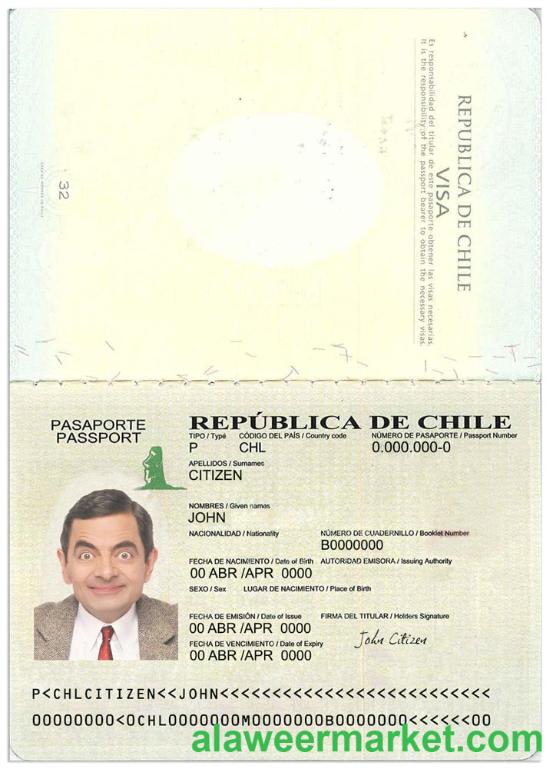 REPUBLICA DE CHILE
VISA
Es responsabilidad del titular de este pasaporte obtener las visas necesarias.
It is the responsibility of the passport bearer to obtain the necessary visas.
32
PASAPORTE
PASSPORT
REPÚBLICA DE CHILE
TIPO / Type CÓDIGO DEL PAÍS / Country code NÚMERO DE PASAPORTE / Passport Number
P CHL 0.000.000-0
APELLIDOS / Surnames
CITIZEN
NOMBRES / Given names
JOHN
NACIONALIDAD / Nationality NÚMERO DE CUADERNILLO / Booklet Number
B0000000
FECHA DE NACIMIENTO / Date of Birth AUTORIDAD EMISORA / Issuing Authority
00 ABR /APR 0000
SEXO / Sex LUGAR DE NACIMIENTO / Place of Birth
FECHA DE EMISIÓN / Date of Issue FIRMA DEL TITULAR / Holders Signature
00 ABR /APR 0000 John Citizen
FECHA DE VENCIMIENTO / Date of Expiry
00 ABR /APR 0000
P<CHLCITIZEN<<JOHN<<<<<<<<<<<<<<<<<<<<<<<<<<
00000000<0CHL0000000M0000000B0000000<<<<<<00
alaweermarket.com